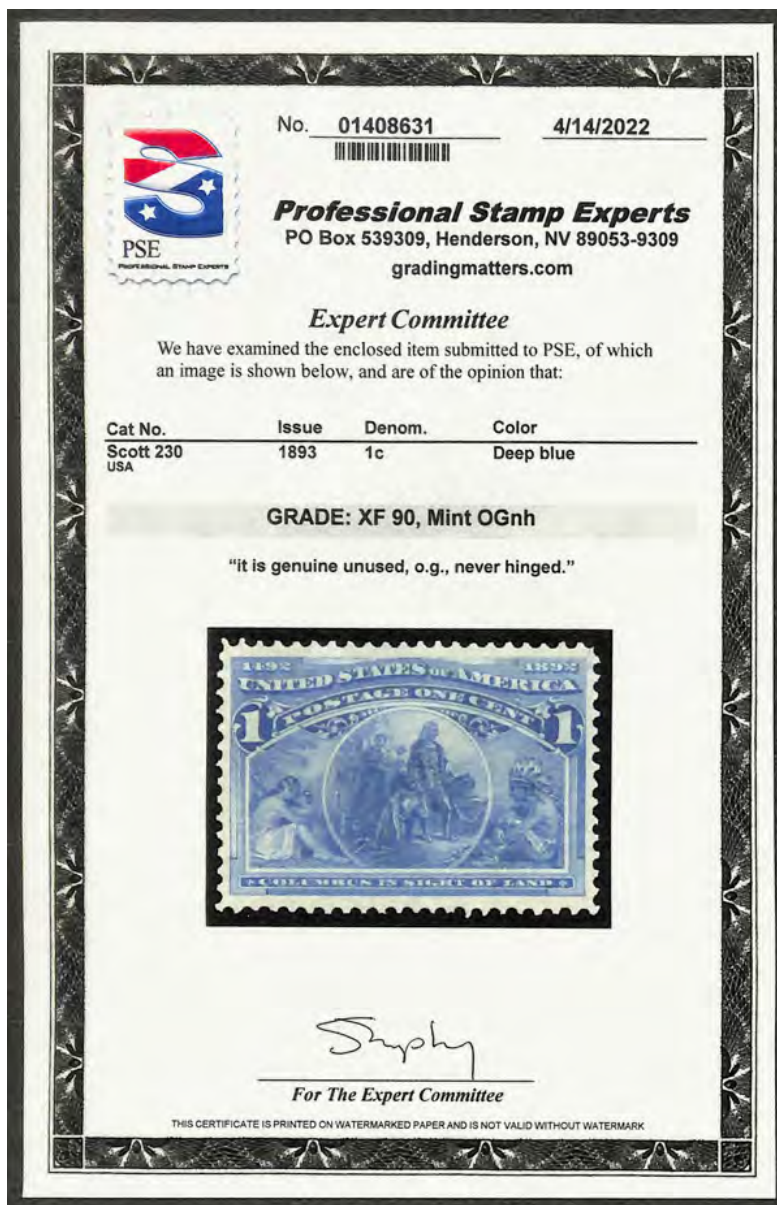 No. 01408631 4/14/2022
PSE
PROFESSIONAL STAMP EXPERTS
Professional Stamp Experts
PO Box 539309, Henderson, NV 89053-9309
gradingmatters.com
Expert Committee
We have examined the enclosed item submitted to PSE, of which
an image is shown below, and are of the opinion that:
Cat No. Issue Denom. Color
Scott 230 1893 1c Deep blue
USA
GRADE: XF 90, Mint OGnh
“it is genuine unused, o.g., never hinged.”
1492 1892
UNITED STATES OF AMERICA
1 POSTAGE ONE CENT 1
COLUMBUS IN SIGHT OF LAND
For The Expert Committee
THIS CERTIFICATE IS PRINTED ON WATERMARKED PAPER AND IS NOT VALID WITHOUT WATERMARK